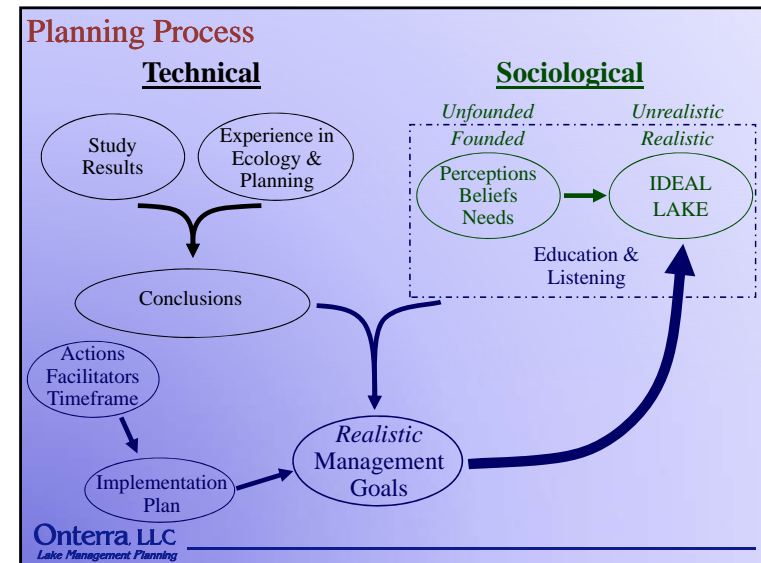 Planning Process
Technical
Sociological
Unfounded
Unrealistic
Founded
Realistic
Study
Results
Experience in
Ecology &
Planning
Perceptions
Beliefs
Needs
IDEAL
LAKE
Education &
Listening
Conclusions
Actions
Facilitators
Timeframe
Realistic
Management
Goals
Implementation
Plan
Onterra, LLC
Lake Management Planning